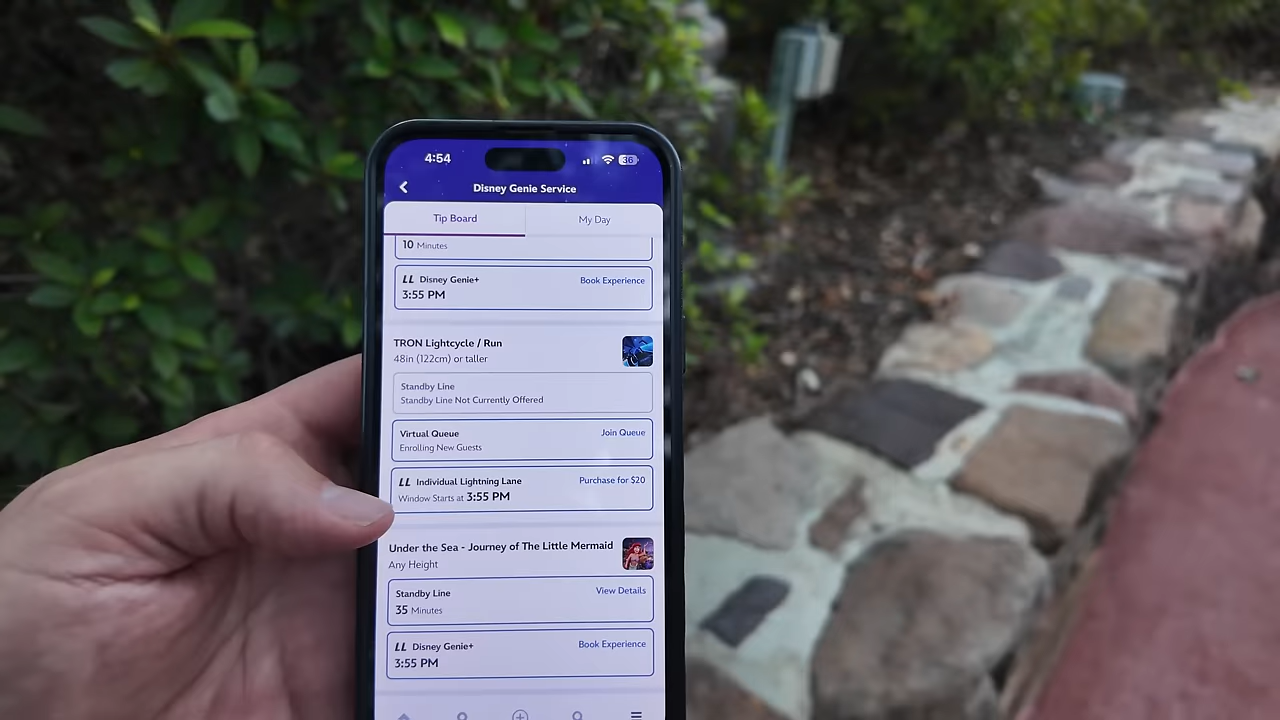 4:54
36
Disney Genie Service
Tip Board
My Day
10 Minutes
LL Disney Genie+
Book Experience
3:55 PM
TRON Lightcycle / Run
48in (122cm) or taller
Standby Line
Standby Line Not Currently Offered
Virtual Queue
Join Queue
Enrolling New Guests
LL Individual Lightning Lane
Purchase for $20
Window Starts at 3:55 PM
Under the Sea - Journey of The Little Mermaid
Any Height
Standby Line
View Details
35 Minutes
LL Disney Genie+
Book Experience
3:55 PM